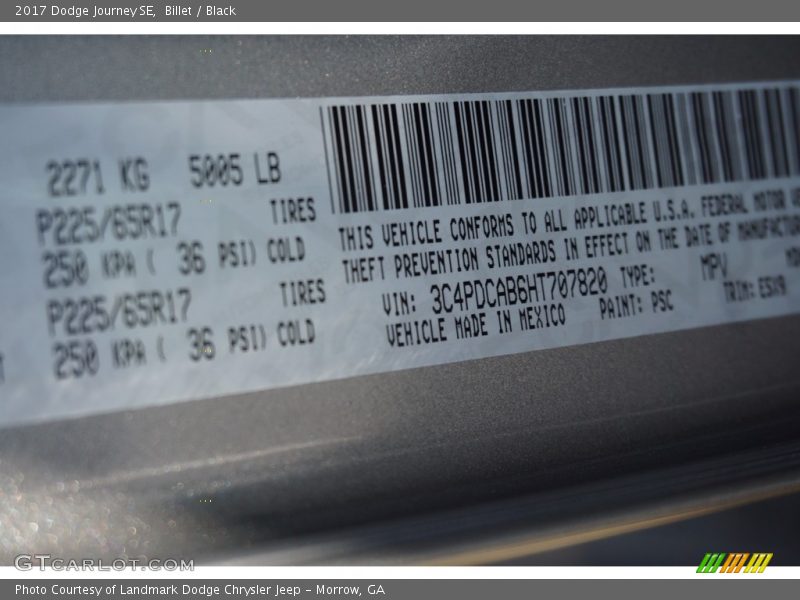 2017 Dodge Journey SE, Billet / Black
2271 KG 5005 LB
P225/65R17 TIRES
250 KPA ( 36 PSI) COLD
P225/65R17 TIRES
250 KPA ( 36 PSI) COLD
THIS VEHICLE CONFORMS TO ALL APPLICABLE U.S.A. FEDERAL MOTOR
THEFT PREVENTION STANDARDS IN EFFECT ON THE DATE OF MANUFACTUR
VIN: 3C4PDCAB6HT707820 TYPE: MPV
VEHICLE MADE IN MEXICO PAINT: PSC TRIM:
GTCARLOT.COM
Photo Courtesy of Landmark Dodge Chrysler Jeep – Morrow, GA